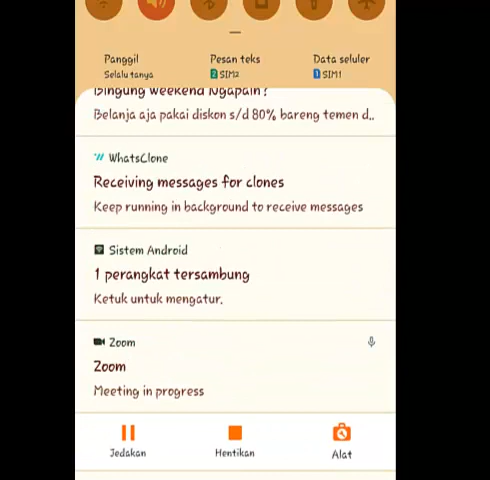 Panggil
Pesan teks
Data seluler
Selalu tanya
2 SIM2
1 SIM1
Bingung weekend Ngapain?
Belanja aja pakai diskon s/d 80% bareng temen d..
WhatsClone
Receiving messages for clones
Keep running in background to receive messages
Sistem Android
1 perangkat tersambung
Ketuk untuk mengatur.
Zoom
Zoom
Meeting in progress
Jedakan
Hentikan
Alat